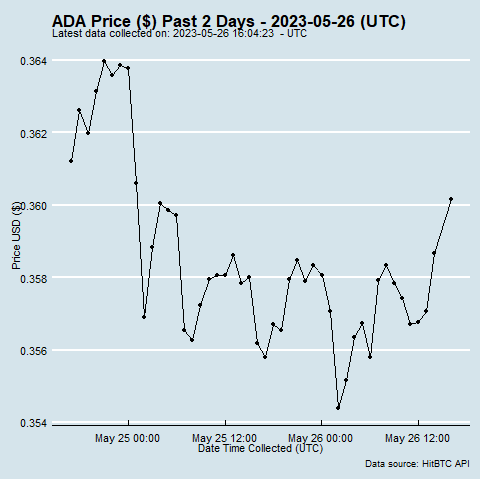 ADA Price ($) Past 2 Days - 2023-05-26 (UTC)
Latest data collected on: 2023-05-26 16:04:23 - UTC
0.364
0.362
0.360
0.358
0.356
0.354
Price USD ($)
May 25 00:00 May 25 12:00 May 26 00:00 May 26 12:00
Date Time Collected (UTC)
Data source: HitBTC API